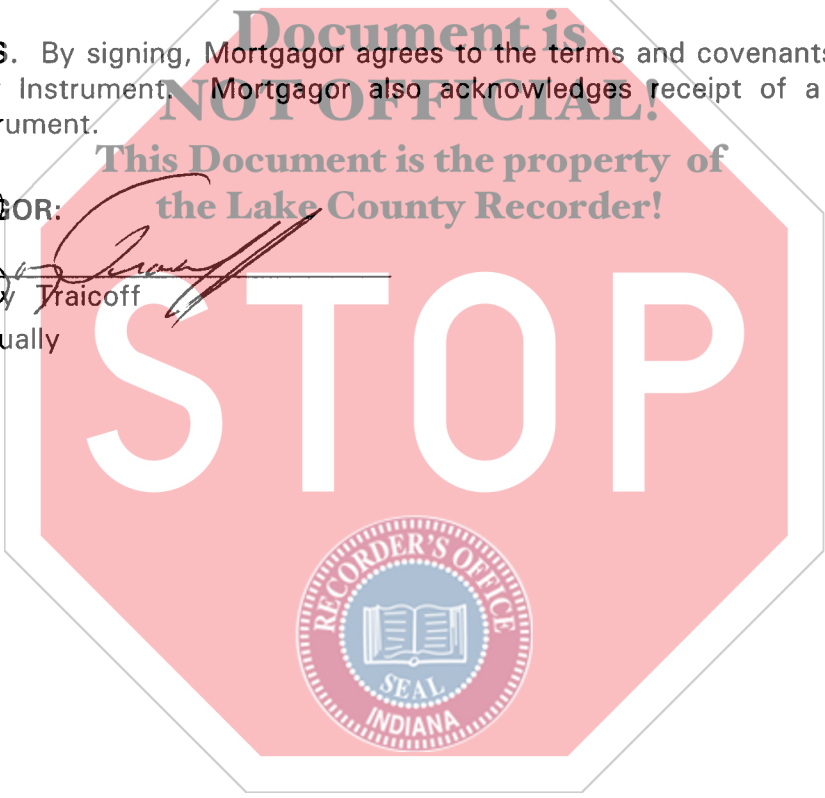 Document is
S. By signing, Mortgagor agrees to the terms and covenants
Instrument. Mortgagor also acknowledges receipt of a
NOT OFFICIAL!
rument.
This Document is the property of
GOR:
the Lake County Recorder!
y Traicoff
ually
STOP
RECORDER'S OFFICE
SEAL
INDIANA